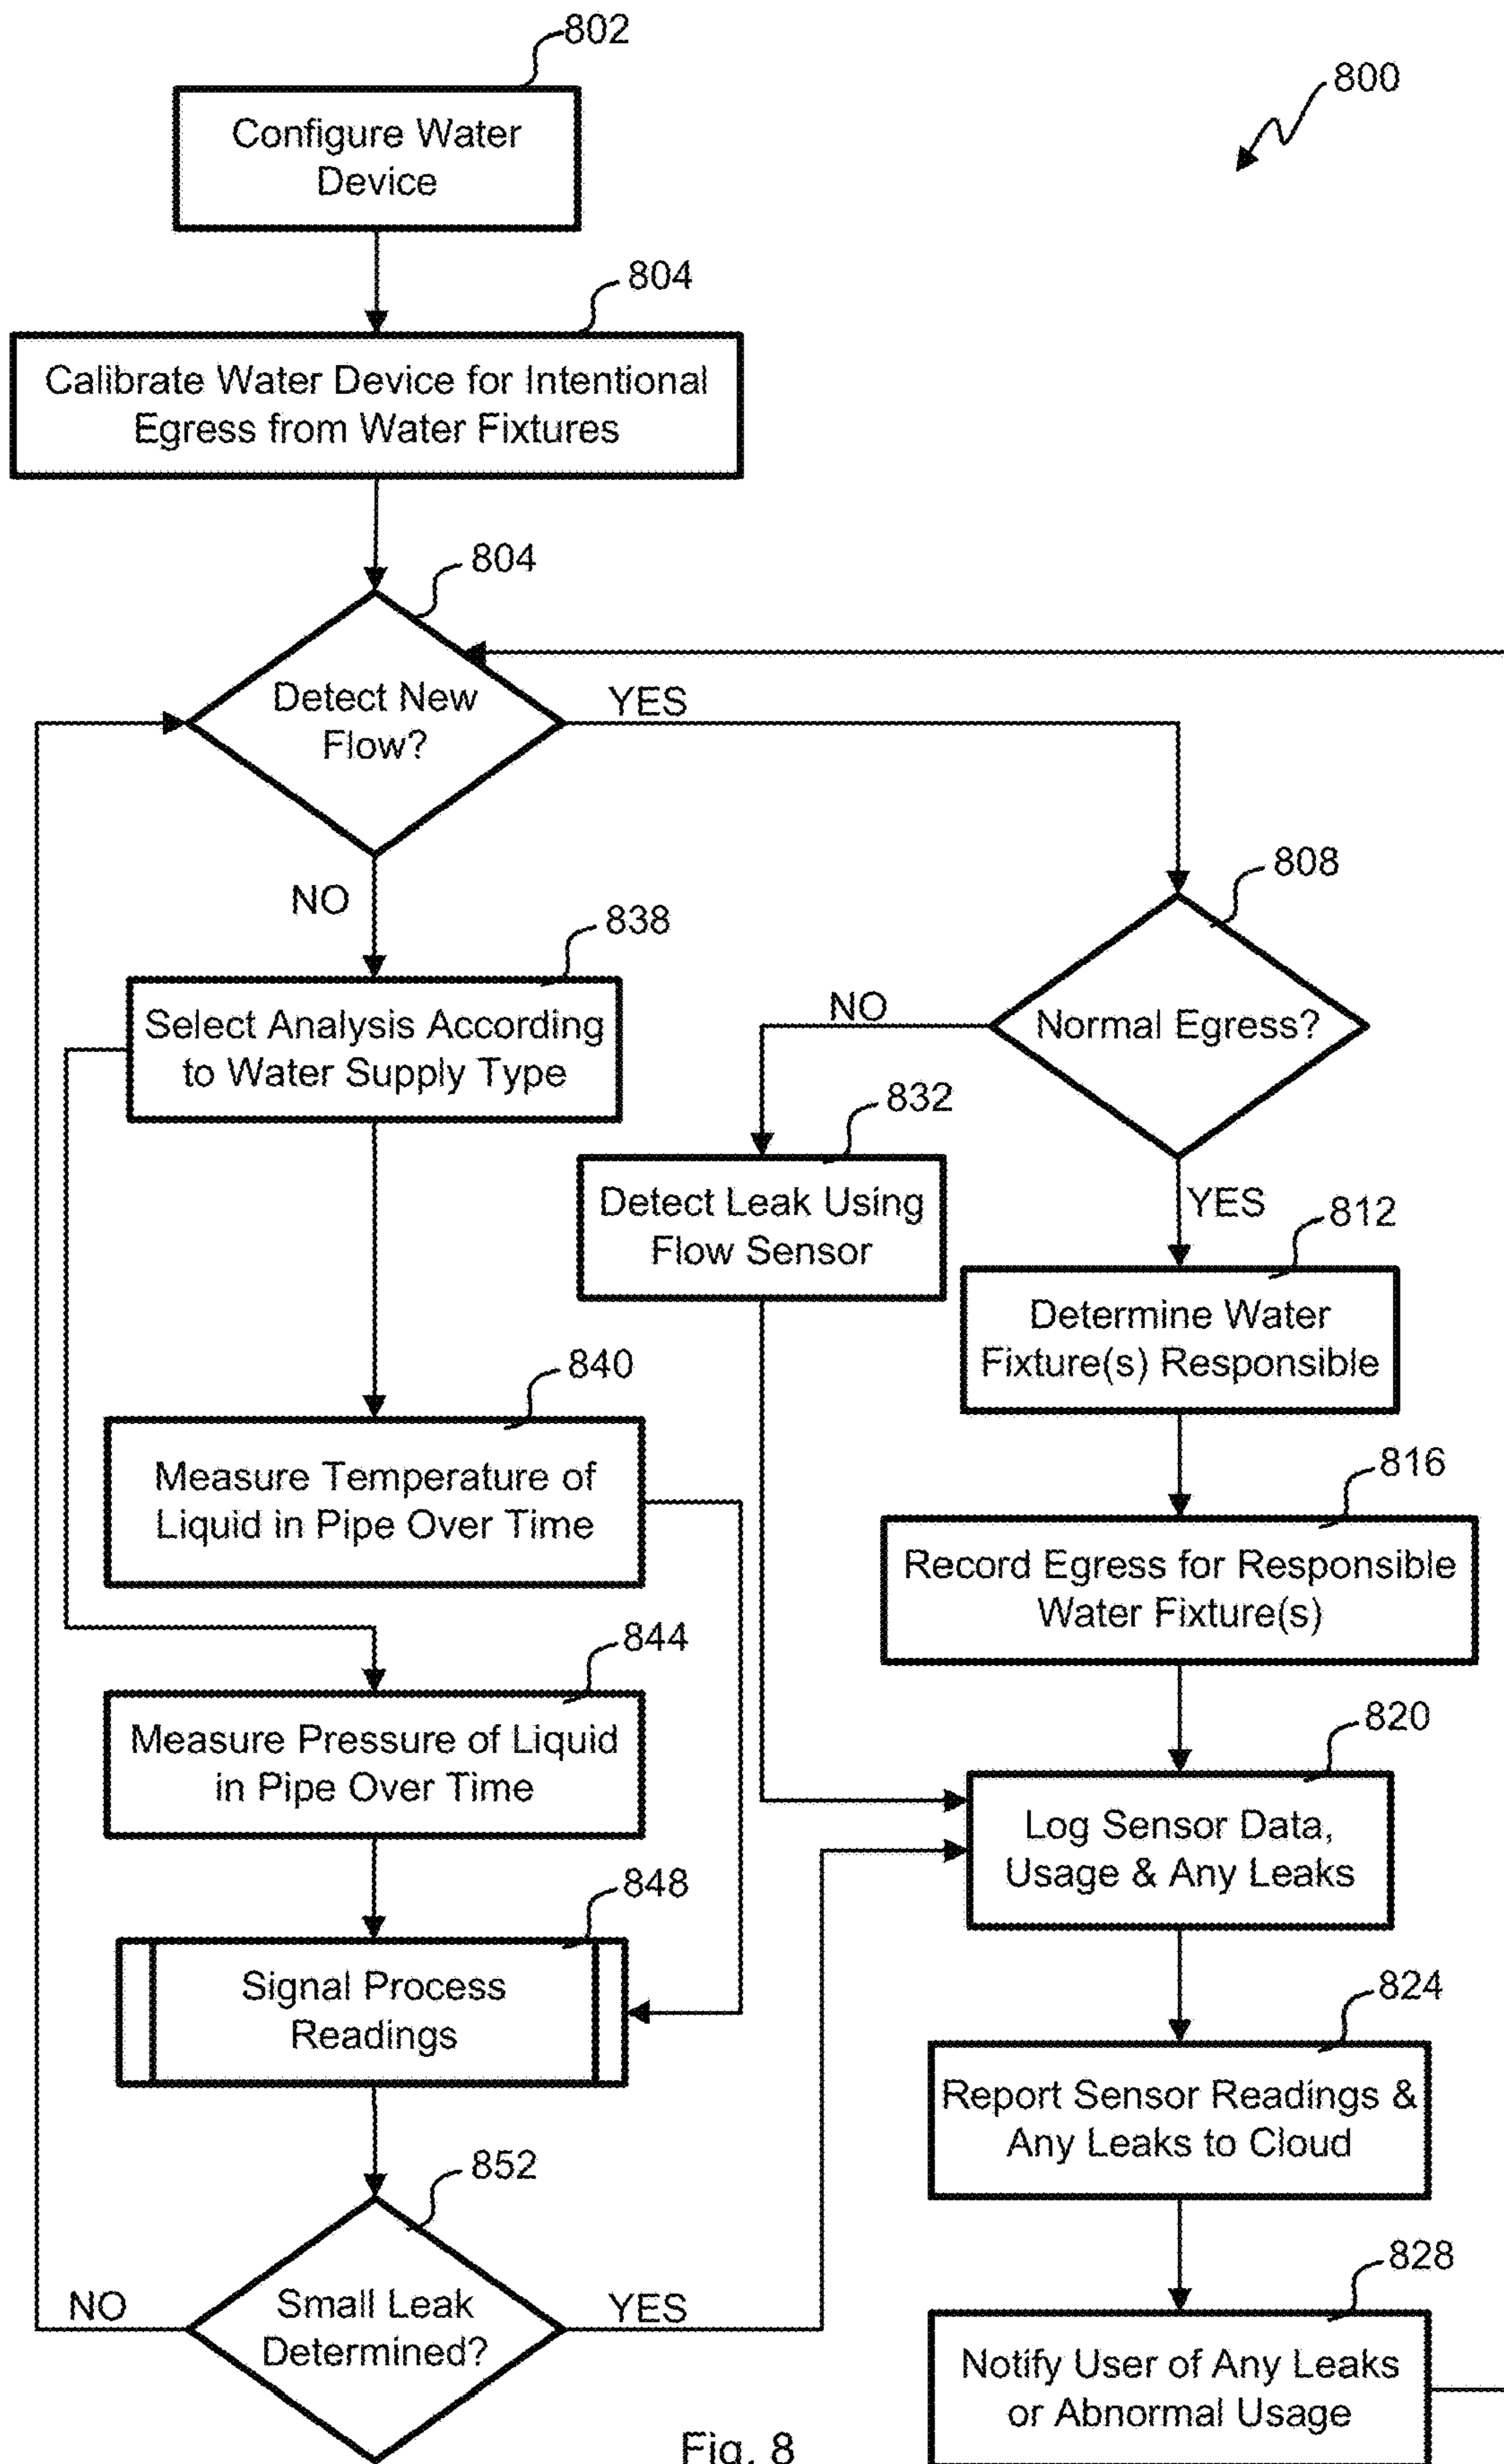 802
800
Configure Water
Device
804
Calibrate Water Device for Intentional
Egress from Water Fixtures
804
Detect New
Flow?
YES
NO
808
Normal Egress?
NO
YES
838
Select Analysis According
to Water Supply Type
832
Detect Leak Using
Flow Sensor
812
Determine Water
Fixture(s) Responsible
840
Measure Temperature of
Liquid in Pipe Over Time
816
Record Egress for Responsible
Water Fixture(s)
844
Measure Pressure of Liquid
in Pipe Over Time
820
Log Sensor Data,
Usage & Any Leaks
848
Signal Process
Readings
824
Report Sensor Readings &
Any Leaks to Cloud
852
Small Leak
Determined?
NO
YES
828
Notify User of Any Leaks
or Abnormal Usage
Fig. 8